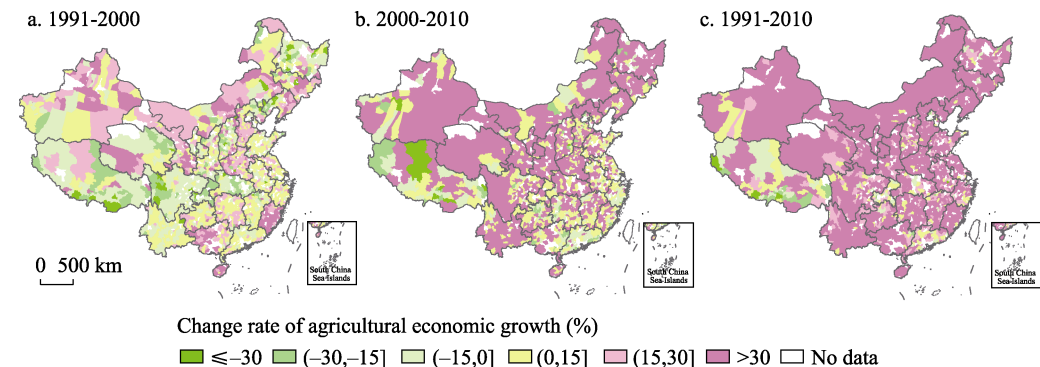 a. 1991-2000
b. 2000-2010
c. 1991-2010
0 500 km
South China
Sea-Islands
South China
Sea-Islands
South China
Sea-Islands
Change rate of agricultural economic growth (%)
⩽–30 (–30,–15] (–15,0] (0,15] (15,30] >30 No data